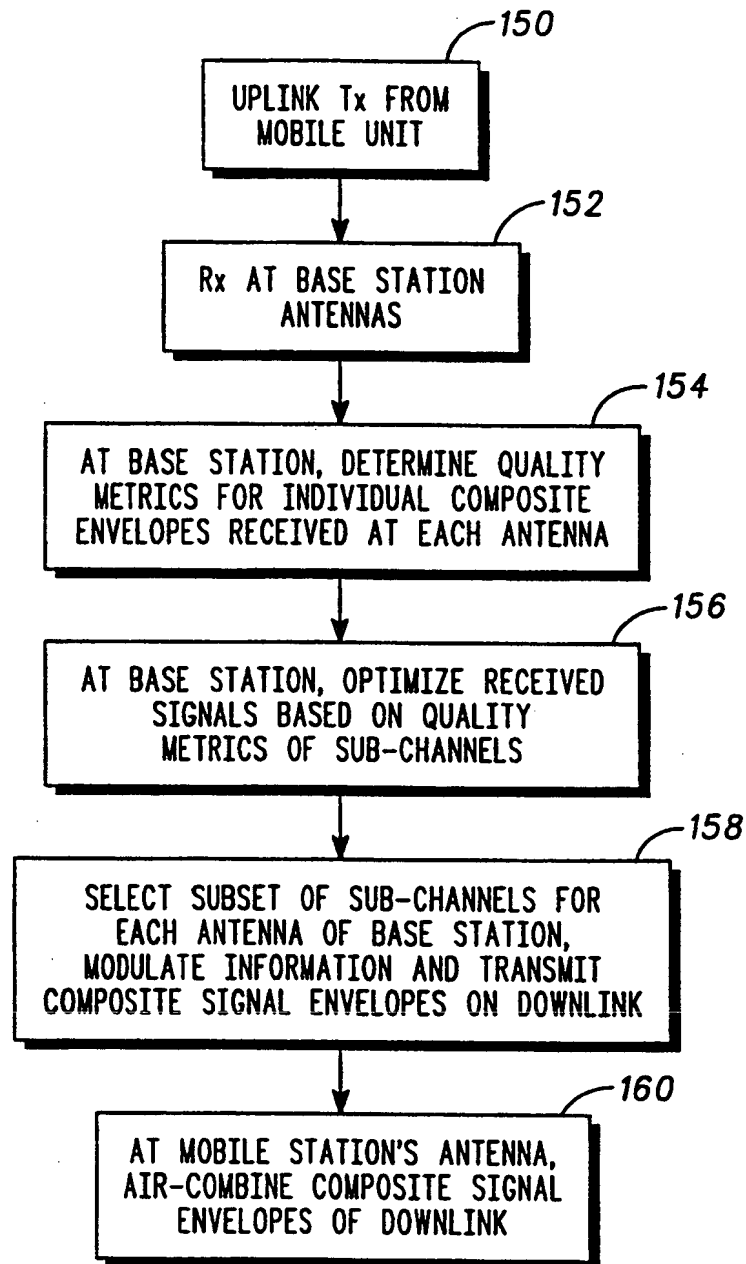 150
UPLINK Tx FROM
MOBILE UNIT
152
Rx AT BASE STATION
ANTENNAS
154
AT BASE STATION, DETERMINE QUALITY
METRICS FOR INDIVIDUAL COMPOSITE
ENVELOPES RECEIVED AT EACH ANTENNA
156
AT BASE STATION, OPTIMIZE RECEIVED
SIGNALS BASED ON QUALITY
METRICS OF SUB-CHANNELS
158
SELECT SUBSET OF SUB-CHANNELS FOR
EACH ANTENNA OF BASE STATION,
MODULATE INFORMATION AND TRANSMIT
COMPOSITE SIGNAL ENVELOPES ON DOWNLINK
160
AT MOBILE STATION'S ANTENNA,
AIR-COMBINE COMPOSITE SIGNAL
ENVELOPES OF DOWNLINK